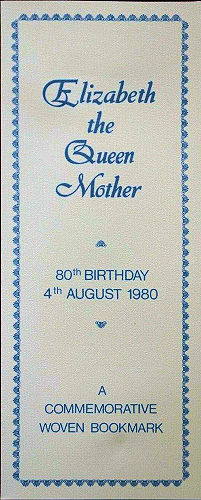 Elizabeth
the
Queen
Mother
80th BIRTHDAY
4th AUGUST 1980
A
COMMEMORATIVE
WOVEN BOOKMARK